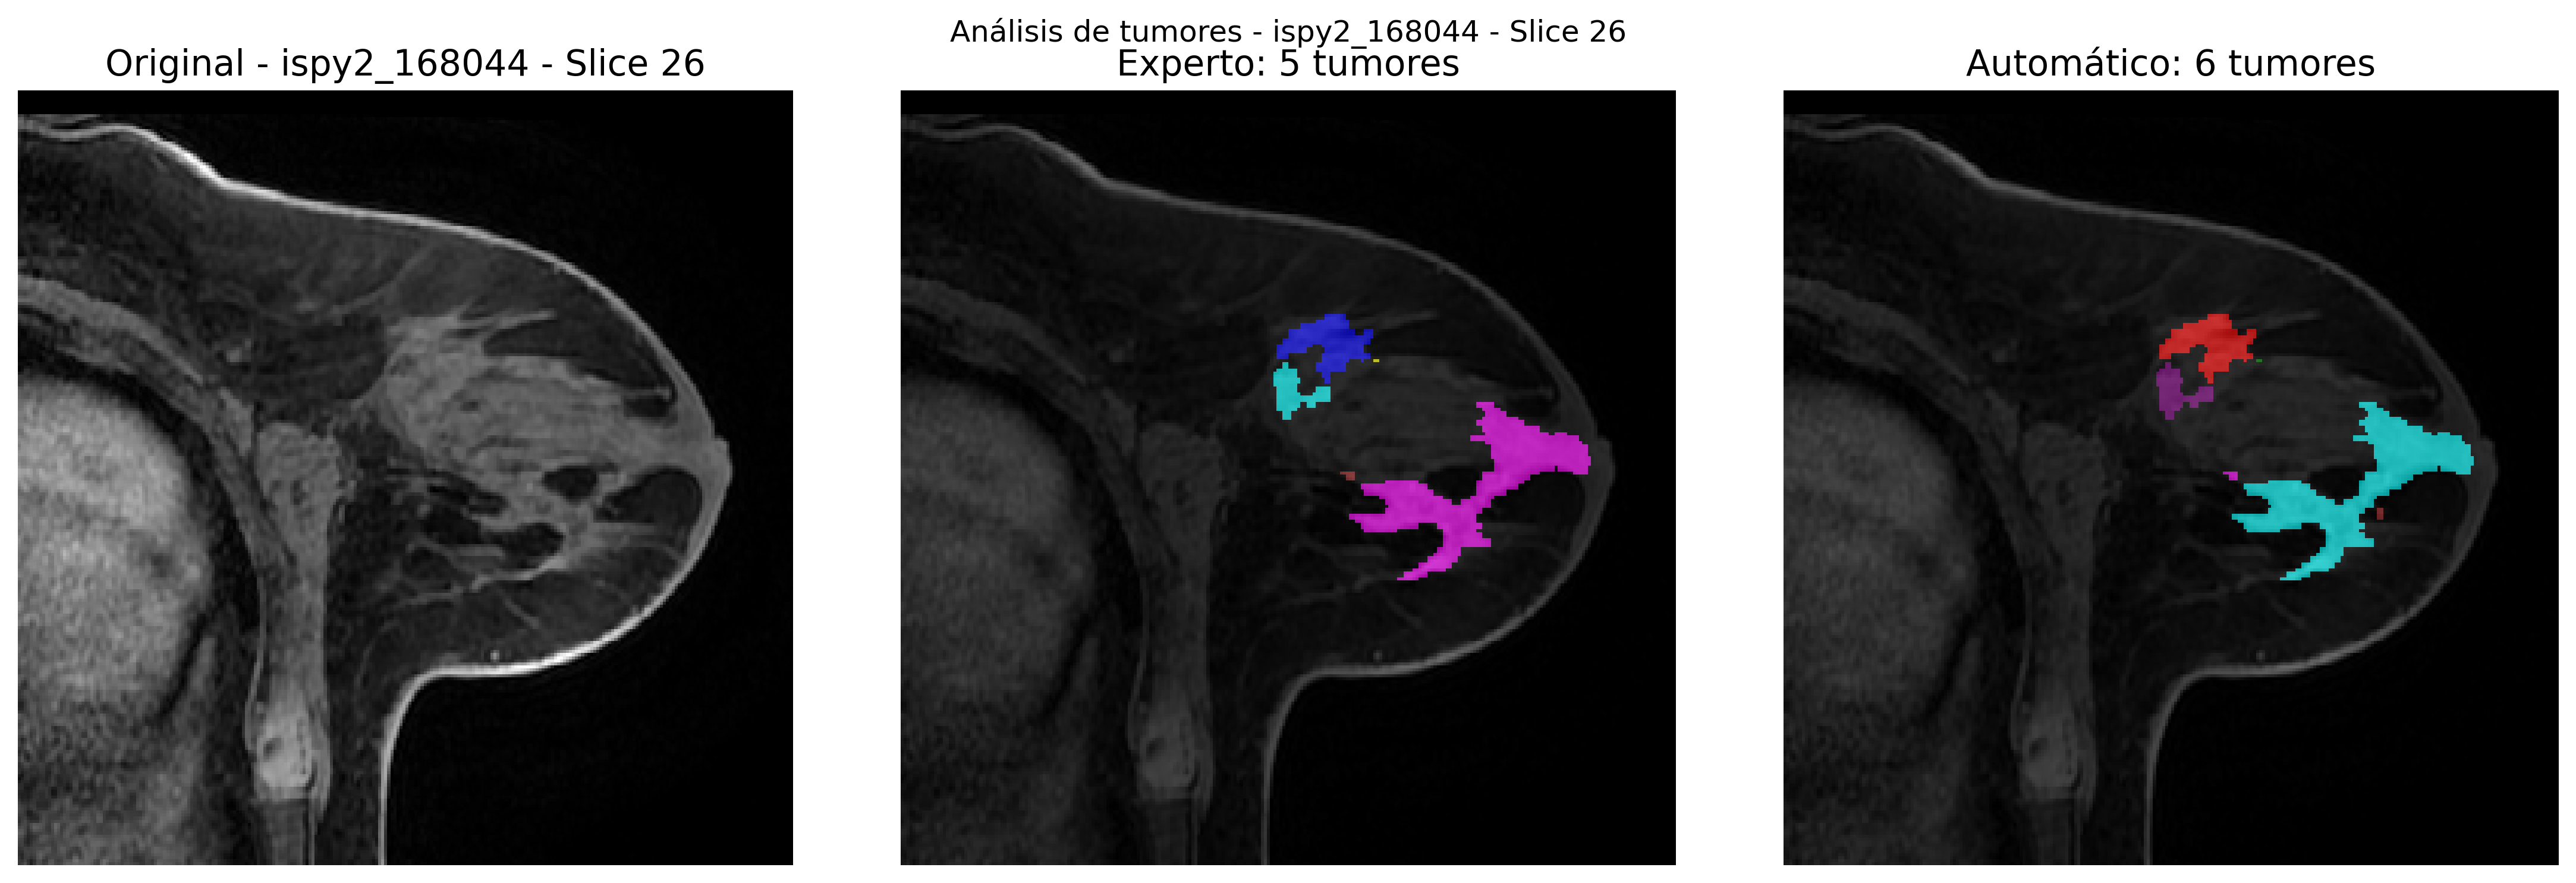 Análisis de tumores - ispy2_168044 - Slice 26
Original - ispy2_168044 - Slice 26
Experto: 5 tumores
Automático: 6 tumores